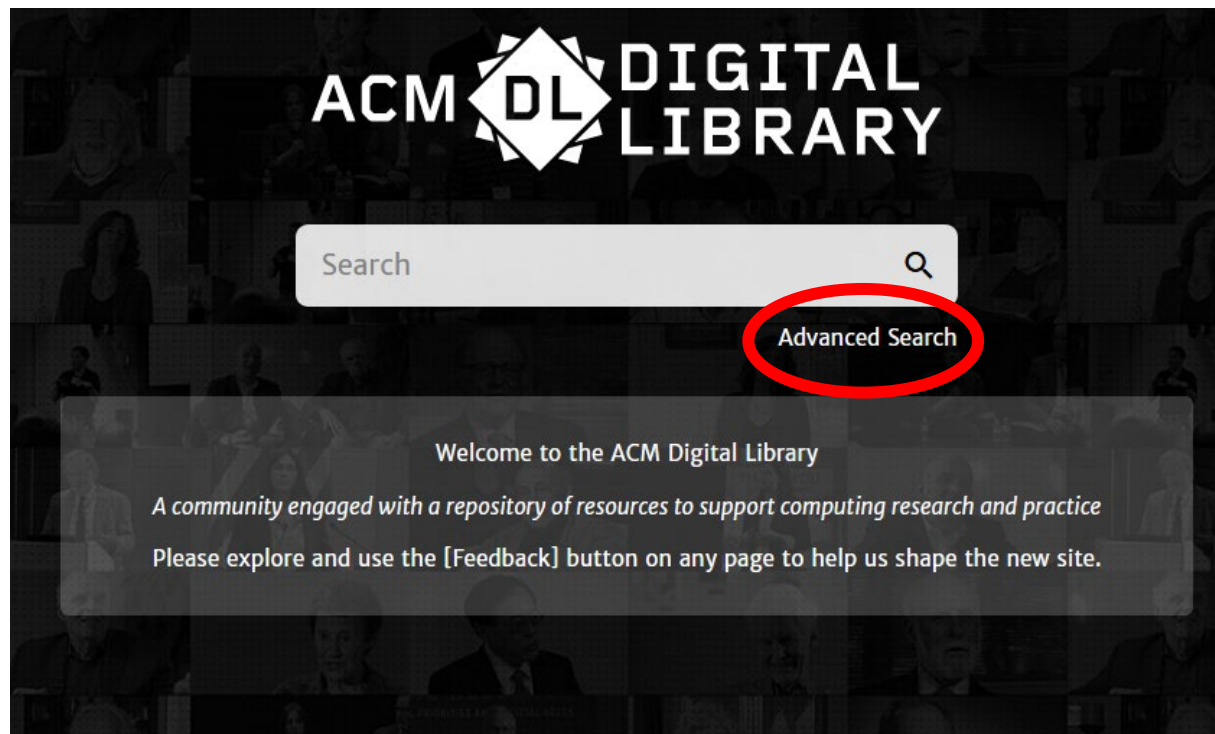 ACM DL DIGITAL LIBRARY
Search
Advanced Search
Welcome to the ACM Digital Library
A community engaged with a repository of resources to support computing research and practice
Please explore and use the [Feedback] button on any page to help us shape the new site.